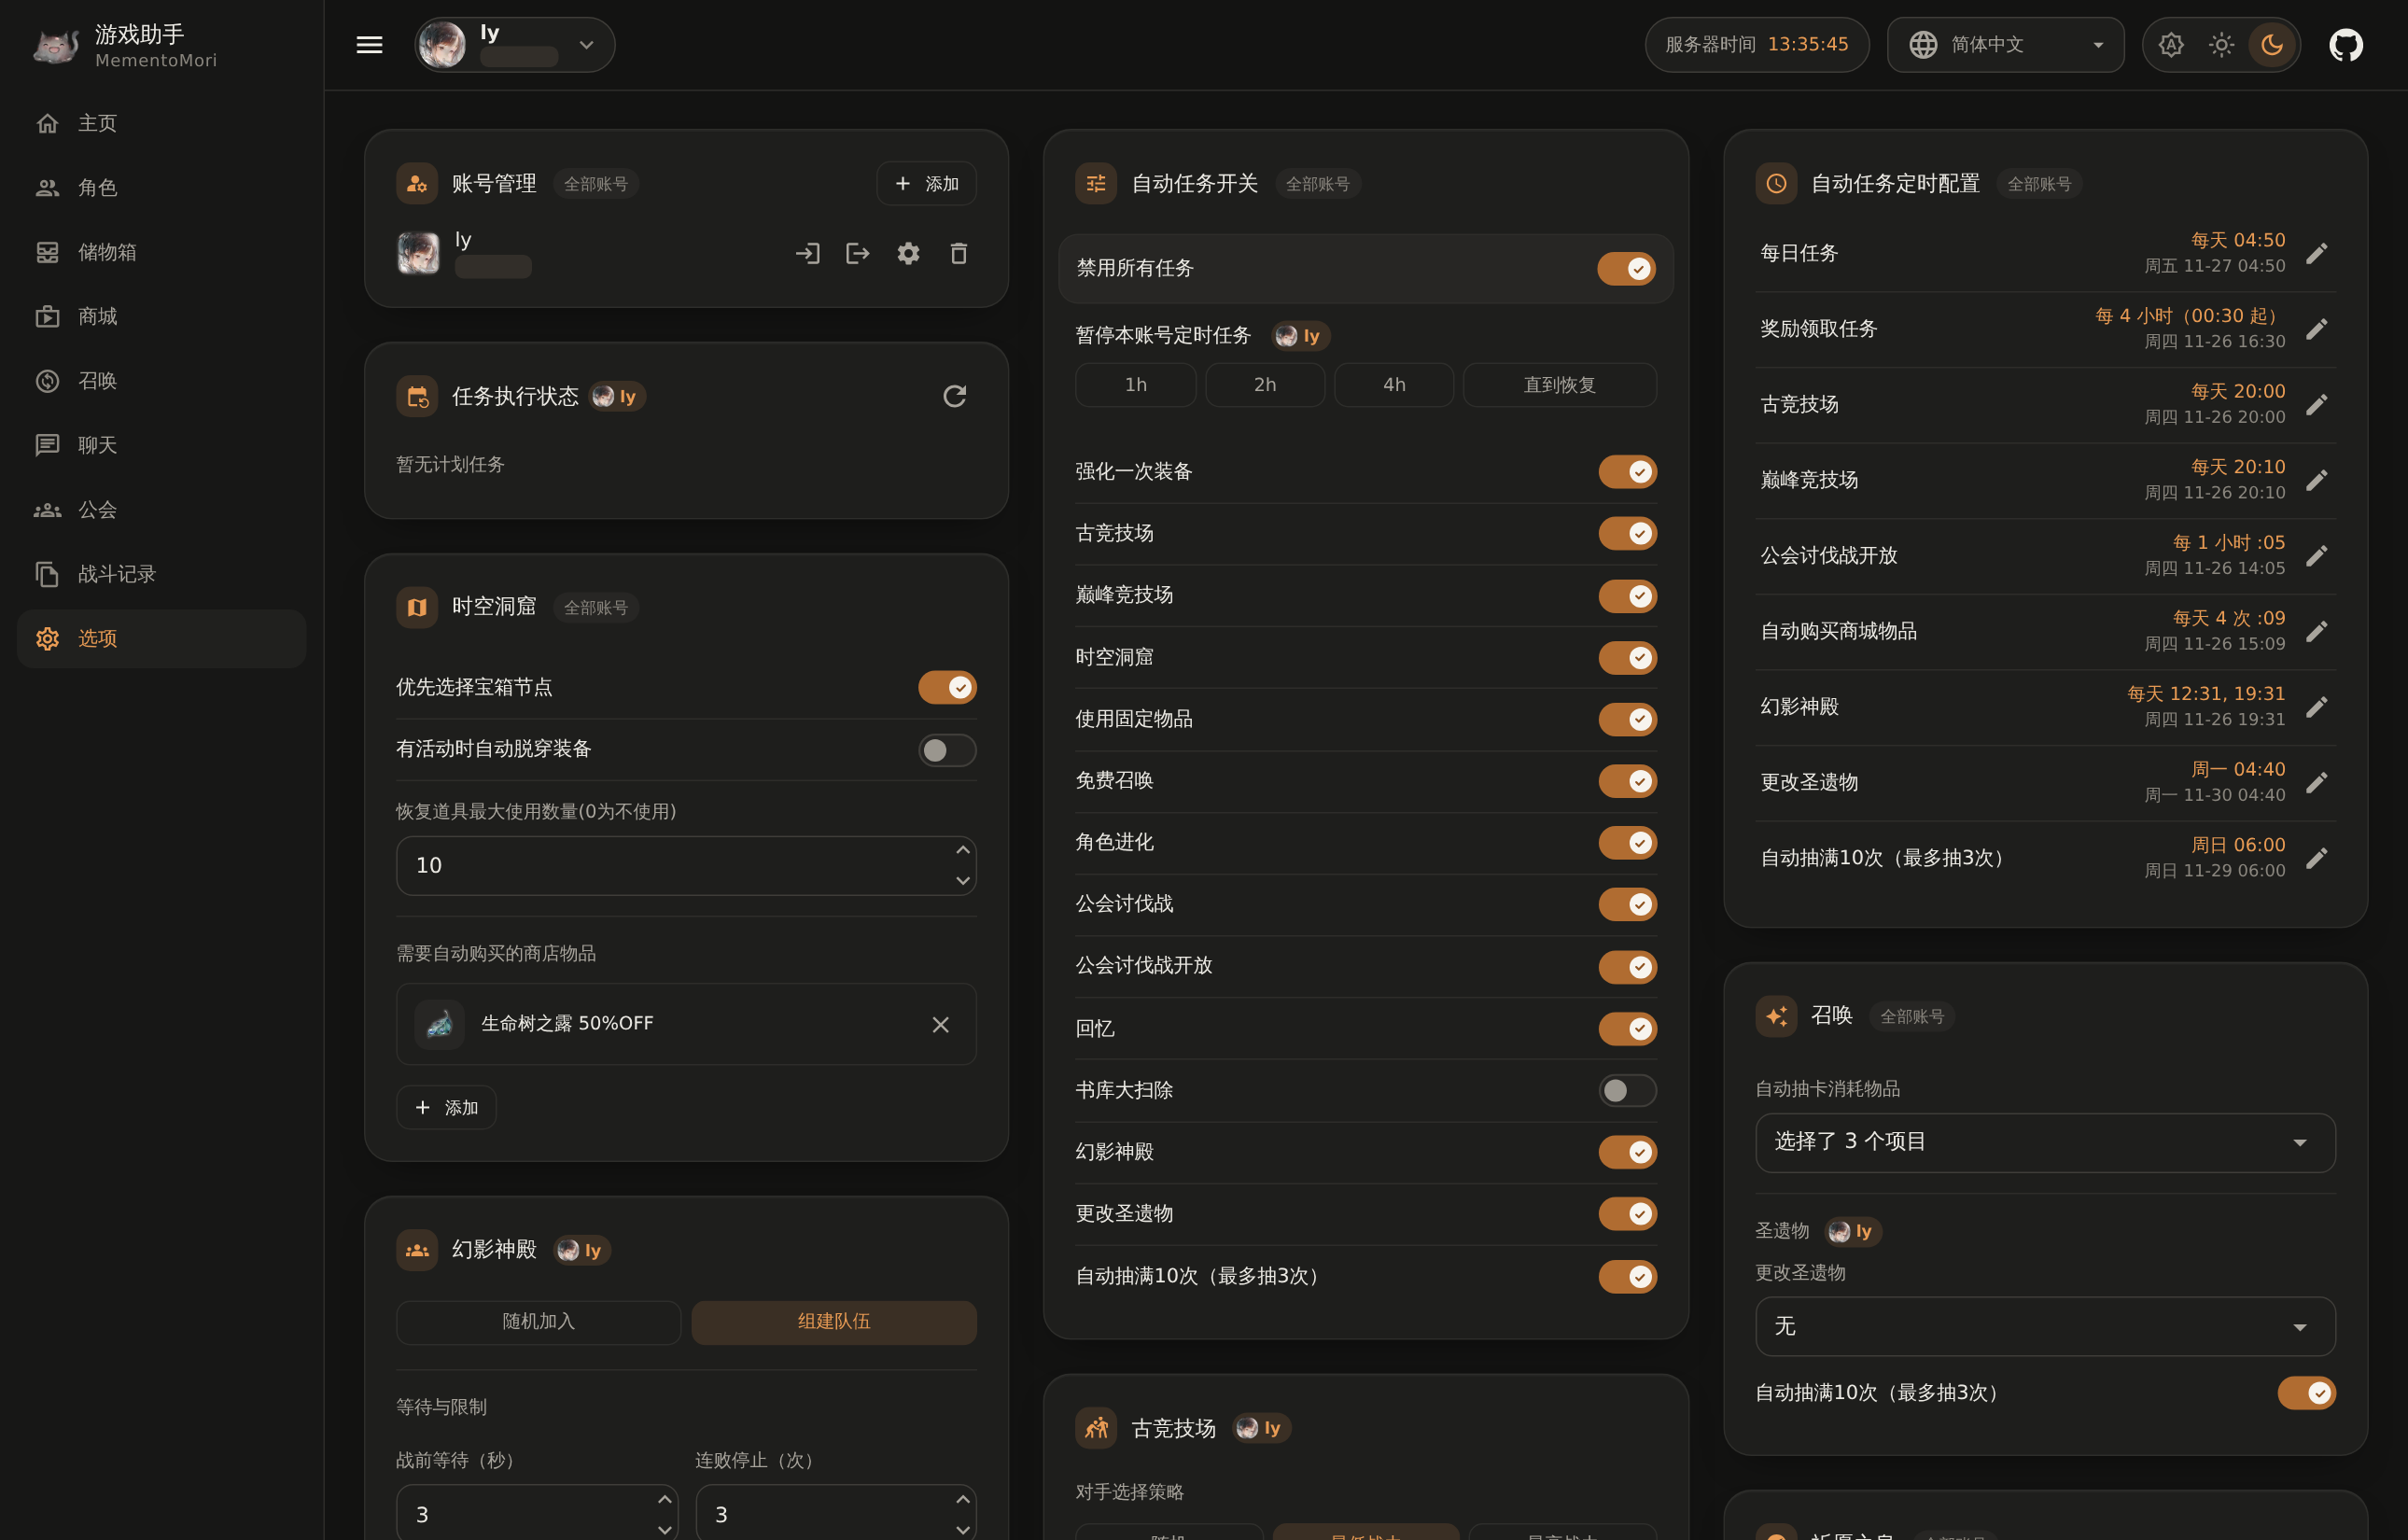 游戏助手
MementoMori
主页
角色
储物箱
商城
召唤
聊天
公会
战斗记录
选项
ly
服务器时间 13:35:45
简体中文
账号管理 全部账号
添加
ly
任务执行状态 ly
暂无计划任务
时空洞窟 全部账号
优先选择宝箱节点
有活动时自动脱穿装备
恢复道具最大使用数量(0为不使用)
10
需要自动购买的商店物品
生命树之露 50%OFF
添加
幻影神殿 ly
随机加入 组建队伍
等待与限制
战前等待（秒） 连败停止（次）
3 3
自动任务开关 全部账号
禁用所有任务
暂停本账号定时任务 ly
1h 2h 4h 直到恢复
强化一次装备
古竞技场
巅峰竞技场
时空洞窟
使用固定物品
免费召唤
角色进化
公会讨伐战
公会讨伐战开放
回忆
书库大扫除
幻影神殿
更改圣遗物
自动抽满10次（最多抽3次）
古竞技场 ly
对手选择策略
自动任务定时配置 全部账号
每日任务
每天 04:50
周五 11-27 04:50
奖励领取任务
每 4 小时（00:30 起）
周四 11-26 16:30
古竞技场
每天 20:00
周四 11-26 20:00
巅峰竞技场
每天 20:10
周四 11-26 20:10
公会讨伐战开放
每 1 小时 :05
周四 11-26 14:05
自动购买商城物品
每天 4 次 :09
周四 11-26 15:09
幻影神殿
每天 12:31, 19:31
周四 11-26 19:31
更改圣遗物
周一 04:40
周一 11-30 04:40
自动抽满10次（最多抽3次）
周日 06:00
周日 11-29 06:00
召唤 全部账号
自动抽卡消耗物品
选择了 3 个项目
圣遗物 ly
更改圣遗物
无
自动抽满10次（最多抽3次）